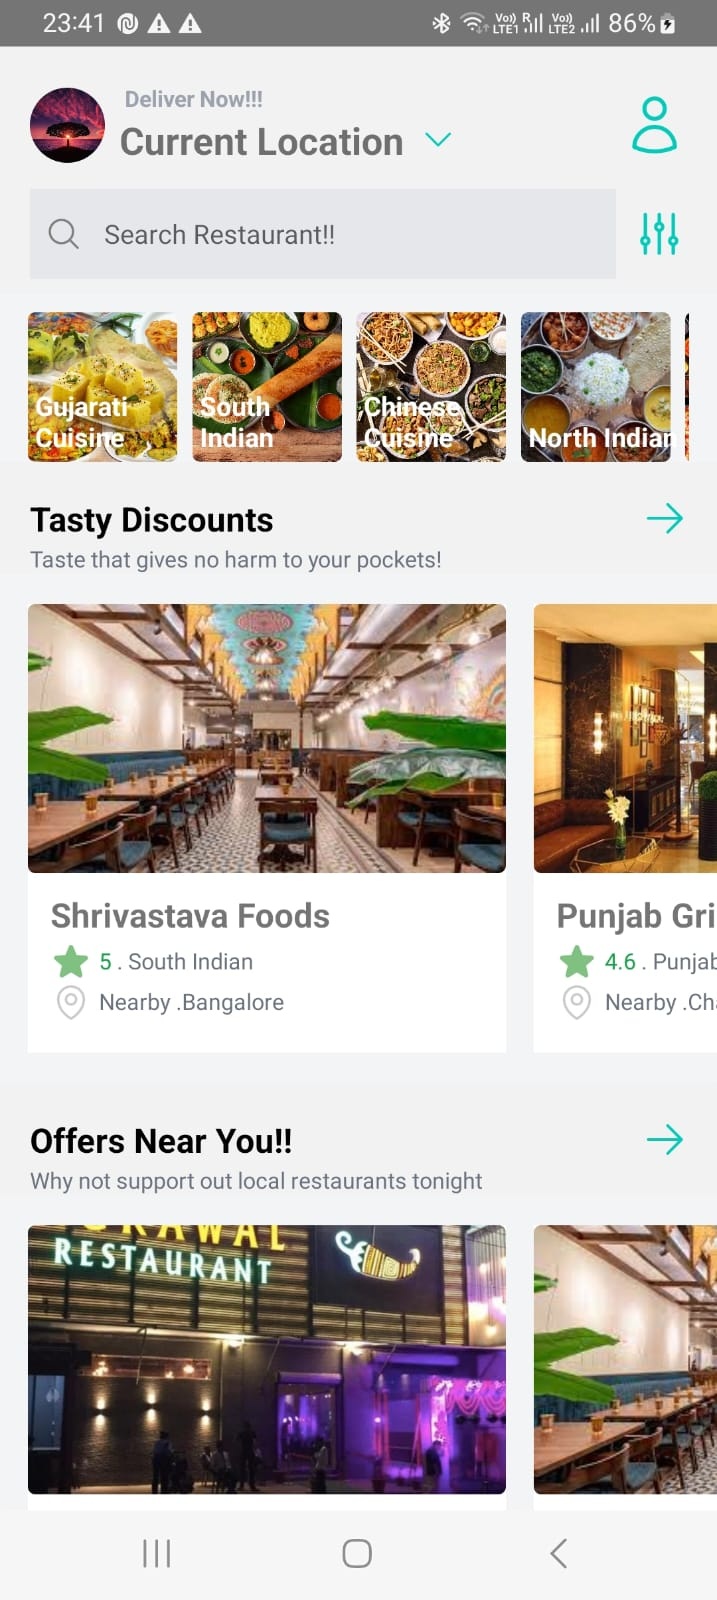 23:41
Vo)) R Vo))
LTE1 LTE2 86%
Deliver Now!!!
Current Location
Search Restaurant!!
Gujarati
Cuisine
South
Indian
Chinese
Cuisine
North Indian
Tasty Discounts
Taste that gives no harm to your pockets!
Shrivastava Foods
5 . South Indian
Nearby .Bangalore
Punjab Gri
4.6 . Punjab
Nearby .Cha
Offers Near You!!
Why not support out local restaurants tonight
RAWAL
RESTAURANT